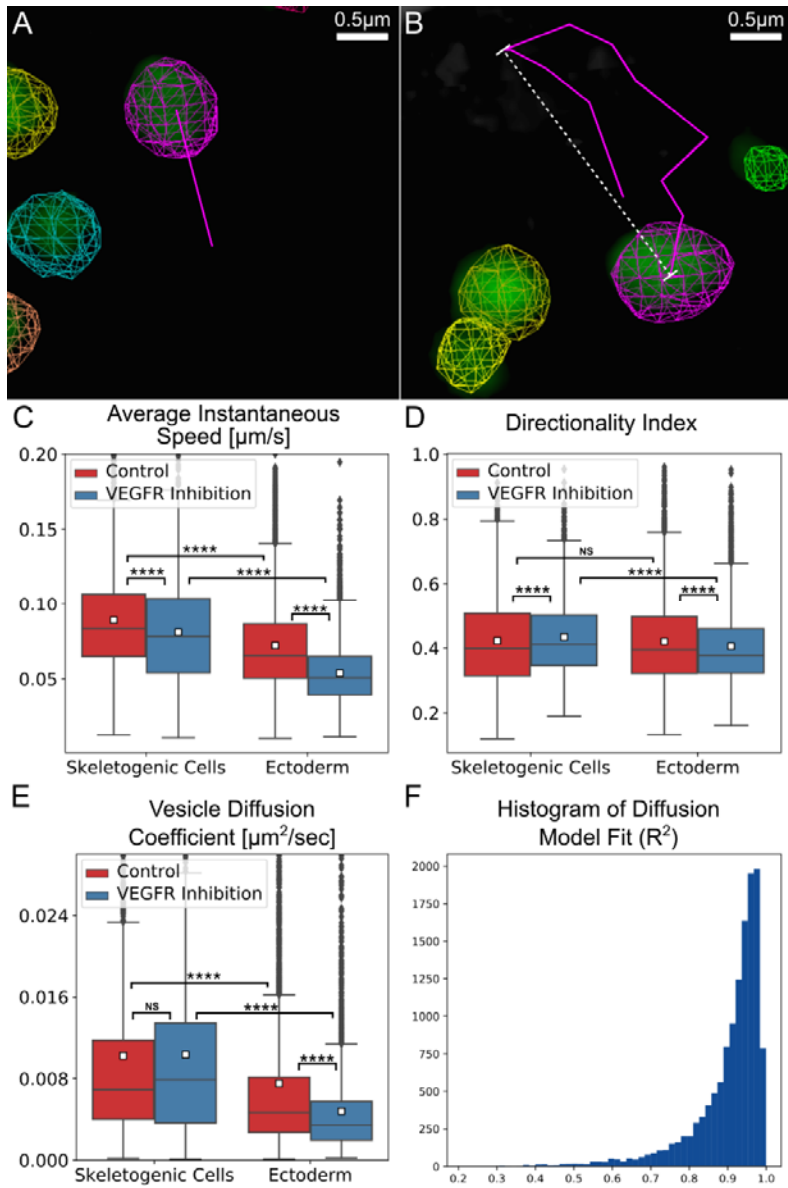 A
0.5μm
B
0.5μm
C
Average Instantaneous
Speed [μm/s]
0.20
0.15
0.10
0.05
Control
VEGFR Inhibition
****
****
****
****
Skeletogenic Cells
Ectoderm
D
Directionality Index
1.0
0.8
0.6
0.4
0.2
Control
VEGFR Inhibition
NS
****
****
****
Skeletogenic Cells
Ectoderm
E
Vesicle Diffusion
Coefficient [μm²/sec]
0.024
0.016
0.008
0.000
Control
VEGFR Inhibition
****
NS
****
****
Skeletogenic Cells
Ectoderm
F
Histogram of Diffusion
Model Fit (R²)
2000
1750
1500
1250
1000
750
500
250
0
0.2 0.3 0.4 0.5 0.6 0.7 0.8 0.9 1.0